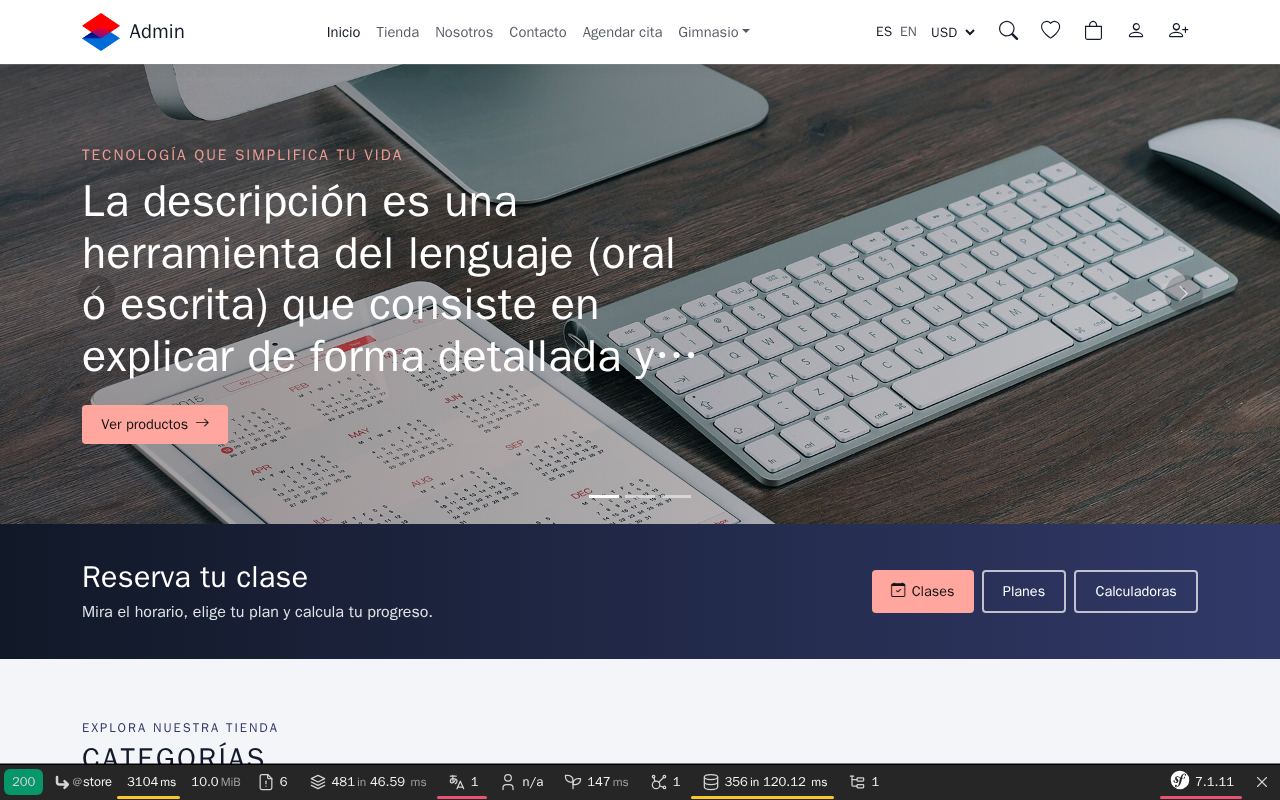 Admin
Inicio Tienda Nosotros Contacto Agendar cita Gimnasio
ES EN USD
TECNOLOGÍA QUE SIMPLIFICA TU VIDA
La descripción es una
herramienta del lenguaje (oral
o escrita) que consiste en
explicar de forma detallada y…
Ver productos
Reserva tu clase
Mira el horario, elige tu plan y calcula tu progreso.
Clases Planes Calculadoras
EXPLORA NUESTRA TIENDA
CATEGORÍAS
200 @store 3104 ms 10.0 MiB 6 481 in 46.59 ms 1 n/a 147 ms 1 356 in 120.12 ms 1 sf 7.1.11